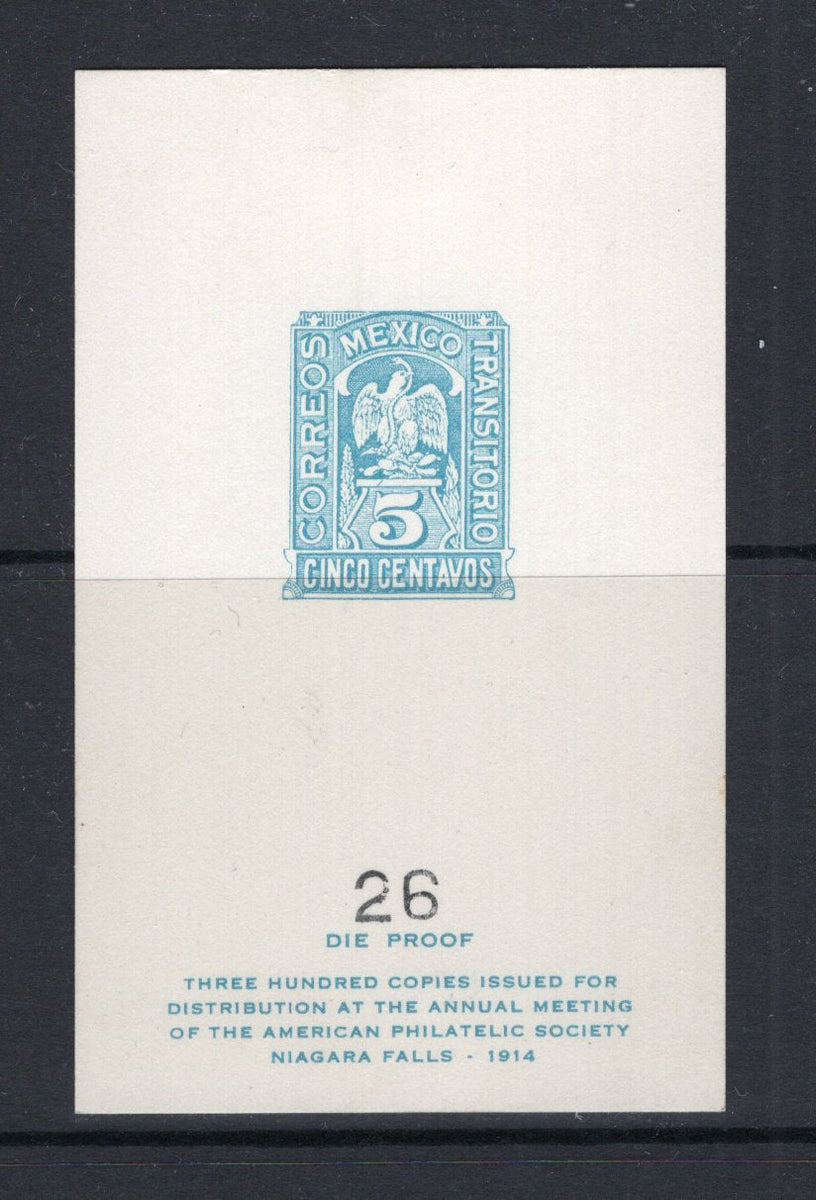 MEXICO
CORREOS
TRANSITORIO
5
CINCO CENTAVOS
26
DIE PROOF
THREE HUNDRED COPIES ISSUED FOR
DISTRIBUTION AT THE ANNUAL MEETING
OF THE AMERICAN PHILATELIC SOCIETY
NIAGARA FALLS - 1914